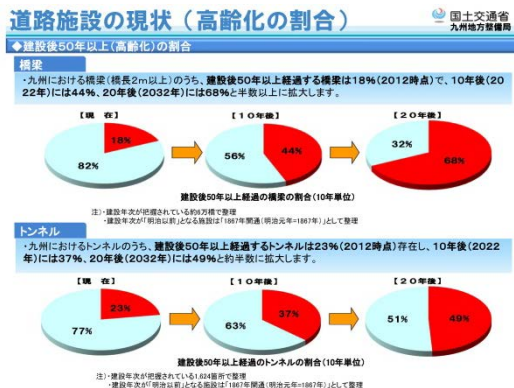 道路施設の現状(高齢化の割合)
国土交通省
九州地方整備局
◆建設後50年以上(高齢化)の割合
橋梁
・九州における橋梁(橋長2m以上)のうち、建設後50年以上経過する橋梁は18%(2012時点)で、10年後(20
22年)には44%、20年後(2032年)には68%と半数以上に拡大します。
【現 在】
【10年後】
【20年後】
18%
82%
56%
44%
32%
68%
建設後50年以上経過の橋梁の割合(10年単位)
注)・建設年次が把握されている約6万橋で整理
・建設年次が「明治以前」となる施設は「1867年開通(明治元年=1867年)」として整理
トンネル
・九州におけるトンネルのうち、建設後50年以上経過するトンネルは23%(2012時点)存在し、10年後(2022
年)には37%、20年後(2032年)には49%と約半数に拡大します。
【現 在】
【10年後】
【20年後】
23%
77%
37%
63%
51%
49%
建設後50年以上経過のトンネルの割合(10年単位)
注)・建設年次が把握されている1,624箇所で整理
・建設年次が「明治以前」となる施設は「1867年開通(明治元年=1867年)」として整理